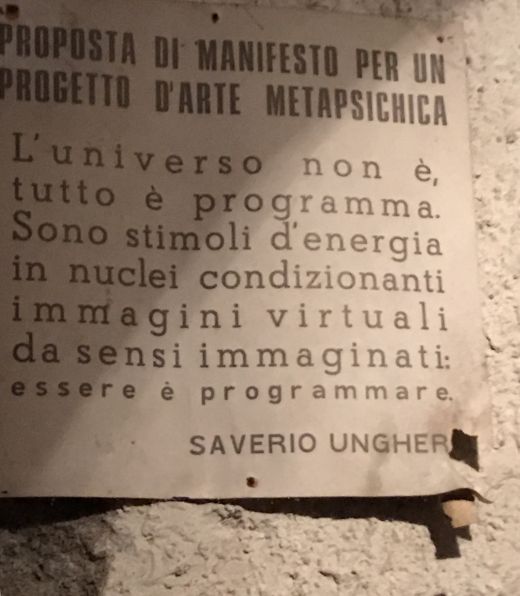 PROPOSTA DI MANIFESTO PER UN
PROGETTO D'ARTE METAPSICHICA
L'universo non è,
tutto è programma.
Sono stimoli d'energia
in nuclei condizionanti
immagini virtuali
da sensi immaginati:
essere è programmare.
SAVERIO UNGHER